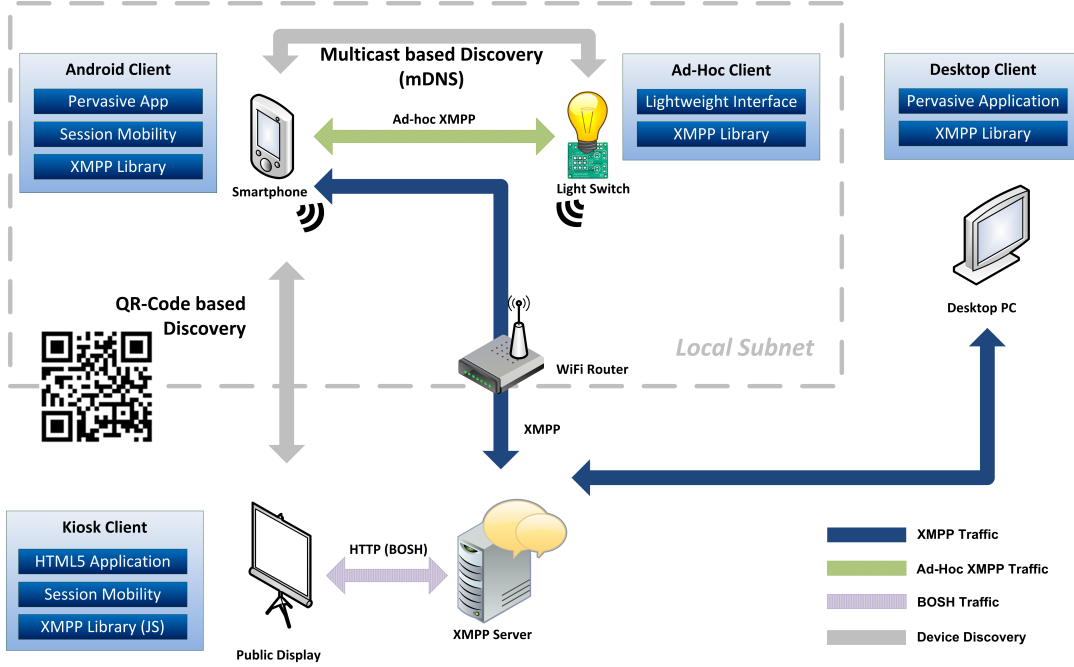 Multicast based Discovery
(mDNS)
Android Client
Pervasive App
Session Mobility
XMPP Library
Smartphone
Ad-hoc XMPP
Light Switch
Ad-Hoc Client
Lightweight Interface
XMPP Library
Desktop Client
Pervasive Application
XMPP Library
Desktop PC
QR-Code based
Discovery
Local Subnet
WiFi Router
XMPP
Kiosk Client
HTML5 Application
Session Mobility
XMPP Library (JS)
Public Display
HTTP (BOSH)
XMPP Server
XMPP Traffic
Ad-Hoc XMPP Traffic
BOSH Traffic
Device Discovery